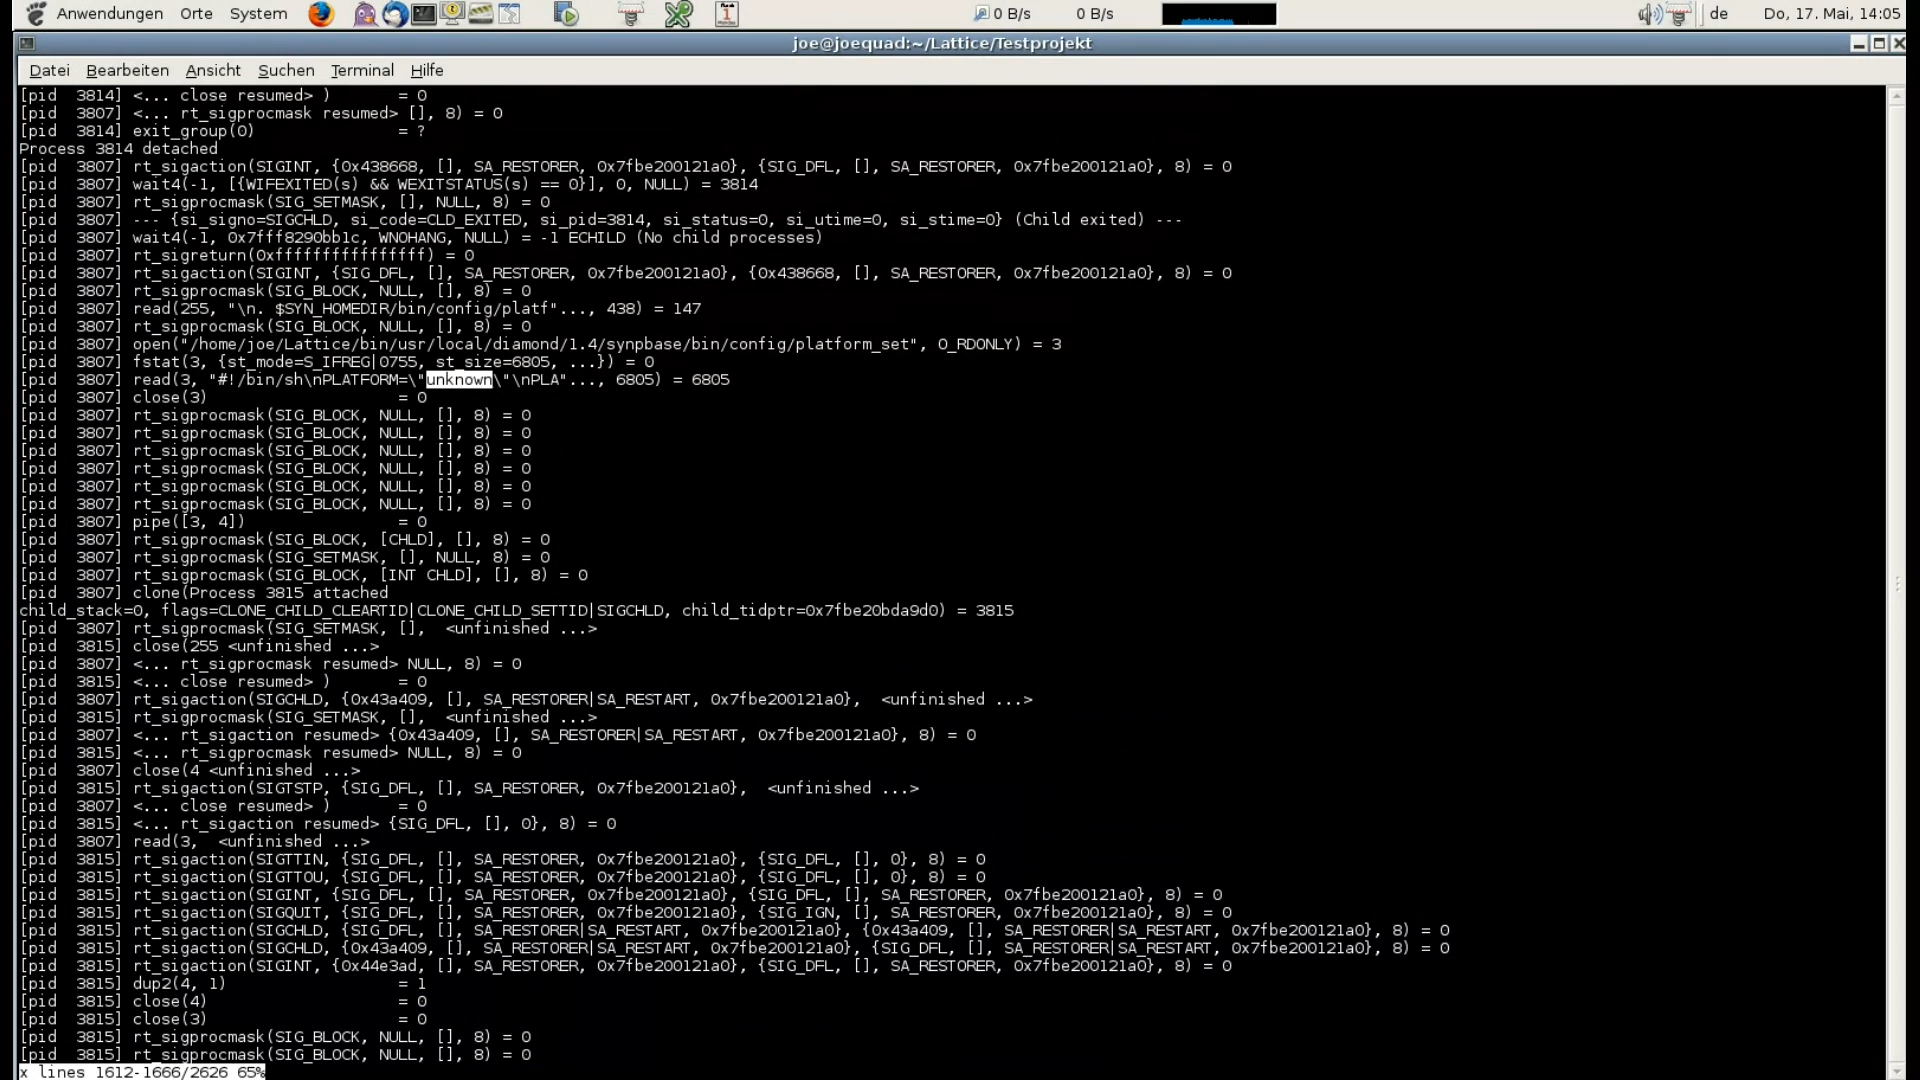 Anwendungen Orte System 0 B/s 0 B/s de Do, 17. Mai, 14:05
joe@joequad:~/Lattice/Testprojekt
Datei Bearbeiten Ansicht Suchen Terminal Hilfe
[pid  3814] <... close resumed> )       = 0
[pid  3807] <... rt_sigprocmask resumed> [], 8) = 0
[pid  3814] exit_group(0)               = ?
Process 3814 detached
[pid  3807] rt_sigaction(SIGINT, {0x438668, [], SA_RESTORER, 0x7fbe200121a0}, {SIG_DFL, [], SA_RESTORER, 0x7fbe200121a0}, 8) = 0
[pid  3807] wait4(-1, [{WIFEXITED(s) && WEXITSTATUS(s) == 0}], 0, NULL) = 3814
[pid  3807] rt_sigprocmask(SIG_SETMASK, [], NULL, 8) = 0
[pid  3807] --- {si_signo=SIGCHLD, si_code=CLD_EXITED, si_pid=3814, si_status=0, si_utime=0, si_stime=0} (Child exited) ---
[pid  3807] wait4(-1, 0x7fff8290bb1c, WNOHANG, NULL) = -1 ECHILD (No child processes)
[pid  3807] rt_sigreturn(0xffffffffffffffff) = 0
[pid  3807] rt_sigaction(SIGINT, {SIG_DFL, [], SA_RESTORER, 0x7fbe200121a0}, {0x438668, [], SA_RESTORER, 0x7fbe200121a0}, 8) = 0
[pid  3807] rt_sigprocmask(SIG_BLOCK, NULL, [], 8) = 0
[pid  3807] read(255, "\n. $SYN_HOMEDIR/bin/config/platf"..., 438) = 147
[pid  3807] rt_sigprocmask(SIG_BLOCK, NULL, [], 8) = 0
[pid  3807] open("/home/joe/Lattice/bin/usr/local/diamond/1.4/synpbase/bin/config/platform_set", O_RDONLY) = 3
[pid  3807] fstat(3, {st_mode=S_IFREG|0755, st_size=6805, ...}) = 0
[pid  3807] read(3, "#!/bin/sh\nPLATFORM=\"unknown\"\nPLA"..., 6805) = 6805
[pid  3807] close(3)                    = 0
[pid  3807] rt_sigprocmask(SIG_BLOCK, NULL, [], 8) = 0
[pid  3807] rt_sigprocmask(SIG_BLOCK, NULL, [], 8) = 0
[pid  3807] rt_sigprocmask(SIG_BLOCK, NULL, [], 8) = 0
[pid  3807] rt_sigprocmask(SIG_BLOCK, NULL, [], 8) = 0
[pid  3807] rt_sigprocmask(SIG_BLOCK, NULL, [], 8) = 0
[pid  3807] rt_sigprocmask(SIG_BLOCK, NULL, [], 8) = 0
[pid  3807] pipe([3, 4])                = 0
[pid  3807] rt_sigprocmask(SIG_BLOCK, [CHLD], [], 8) = 0
[pid  3807] rt_sigprocmask(SIG_SETMASK, [], NULL, 8) = 0
[pid  3807] rt_sigprocmask(SIG_BLOCK, [INT CHLD], [], 8) = 0
[pid  3807] clone(Process 3815 attached
child_stack=0, flags=CLONE_CHILD_CLEARTID|CLONE_CHILD_SETTID|SIGCHLD, child_tidptr=0x7fbe20bda9d0) = 3815
[pid  3807] rt_sigprocmask(SIG_SETMASK, [],  <unfinished ...>
[pid  3815] close(255 <unfinished ...>
[pid  3807] <... rt_sigprocmask resumed> NULL, 8) = 0
[pid  3815] <... close resumed> )       = 0
[pid  3807] rt_sigaction(SIGCHLD, {0x43a409, [], SA_RESTORER|SA_RESTART, 0x7fbe200121a0},  <unfinished ...>
[pid  3815] rt_sigprocmask(SIG_SETMASK, [],  <unfinished ...>
[pid  3807] <... rt_sigaction resumed> {0x43a409, [], SA_RESTORER|SA_RESTART, 0x7fbe200121a0}, 8) = 0
[pid  3815] <... rt_sigprocmask resumed> NULL, 8) = 0
[pid  3807] close(4 <unfinished ...>
[pid  3815] rt_sigaction(SIGTSTP, {SIG_DFL, [], SA_RESTORER, 0x7fbe200121a0},  <unfinished ...>
[pid  3807] <... close resumed> )       = 0
[pid  3815] <... rt_sigaction resumed> {SIG_DFL, [], 0}, 8) = 0
[pid  3807] read(3,  <unfinished ...>
[pid  3815] rt_sigaction(SIGTTIN, {SIG_DFL, [], SA_RESTORER, 0x7fbe200121a0}, {SIG_DFL, [], 0}, 8) = 0
[pid  3815] rt_sigaction(SIGTTOU, {SIG_DFL, [], SA_RESTORER, 0x7fbe200121a0}, {SIG_DFL, [], 0}, 8) = 0
[pid  3815] rt_sigaction(SIGINT, {SIG_DFL, [], SA_RESTORER, 0x7fbe200121a0}, {SIG_DFL, [], SA_RESTORER, 0x7fbe200121a0}, 8) = 0
[pid  3815] rt_sigaction(SIGQUIT, {SIG_DFL, [], SA_RESTORER, 0x7fbe200121a0}, {SIG_IGN, [], SA_RESTORER, 0x7fbe200121a0}, 8) = 0
[pid  3815] rt_sigaction(SIGCHLD, {SIG_DFL, [], SA_RESTORER|SA_RESTART, 0x7fbe200121a0}, {0x43a409, [], SA_RESTORER|SA_RESTART, 0x7fbe200121a0}, 8) = 0
[pid  3815] rt_sigaction(SIGCHLD, {0x43a409, [], SA_RESTORER|SA_RESTART, 0x7fbe200121a0}, {SIG_DFL, [], SA_RESTORER|SA_RESTART, 0x7fbe200121a0}, 8) = 0
[pid  3815] rt_sigaction(SIGINT, {0x44e3ad, [], SA_RESTORER, 0x7fbe200121a0}, {SIG_DFL, [], SA_RESTORER, 0x7fbe200121a0}, 8) = 0
[pid  3815] dup2(4, 1)                  = 1
[pid  3815] close(4)                    = 0
[pid  3815] close(3)                    = 0
[pid  3815] rt_sigprocmask(SIG_BLOCK, NULL, [], 8) = 0
[pid  3815] rt_sigprocmask(SIG_BLOCK, NULL, [], 8) = 0
x lines 1612-1666/2626 65%